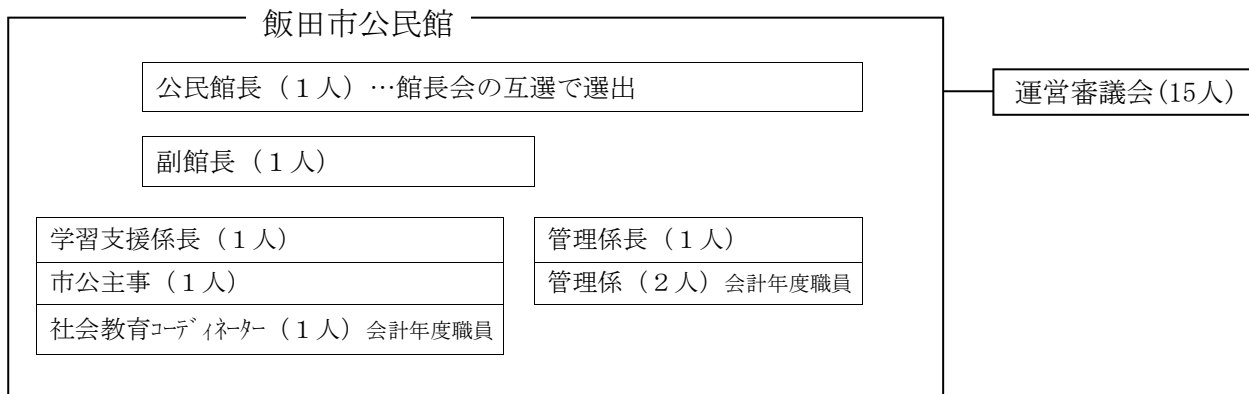 飯田市公民館
公民館長（１人）…館長会の互選で選出
運営審議会(15人)
副館長（１人）
学習支援係長（１人）
市公主事（１人）
社会教育ｺｰﾃﾞｨﾈｰﾀｰ（１人）会計年度職員
管理係長（１人）
管理係（２人）会計年度職員